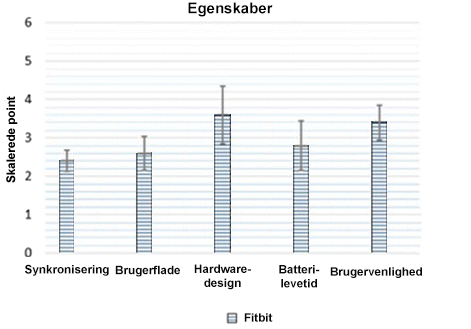 Egenskaber
6
5
4
3
2
1
0
Skalerede point
Synkronisering
Brugerflade
Hardware-
design
Batteri-
levetid
Brugervenlighed
Fitbit